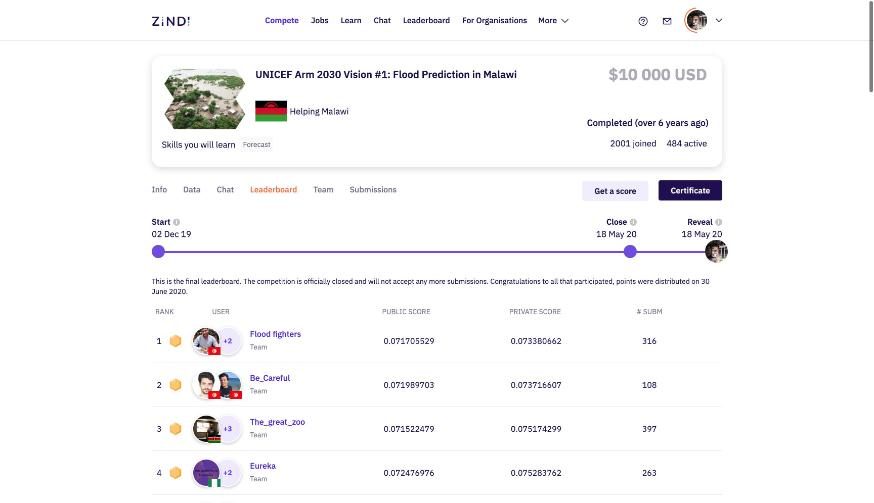 ZINDI
Compete Jobs Learn Chat Leaderboard For Organisations More
UNICEF Arm 2030 Vision #1: Flood Prediction in Malawi
$10 000 USD
Helping Malawi
Completed (over 6 years ago)
2001 joined 484 active
Skills you will learn Forecast
Info Data Chat Leaderboard Team Submissions
Get a score Certificate
Start Close Reveal
02 Dec 19 18 May 20 18 May 20
This is the final leaderboard. The competition is officially closed and will not accept any more submissions. Congratulations to all that participated, points were distributed on 30
June 2020.
RANK USER PUBLIC SCORE PRIVATE SCORE # SUBM
1 +2 Flood fighters 0.071705529 0.073380662 316
Team
2 Be_Careful 0.071989703 0.073716607 108
Team
3 +3 The_great_zoo 0.071522479 0.075174299 397
Team
4 +2 Eureka 0.072476976 0.075283762 263
Team